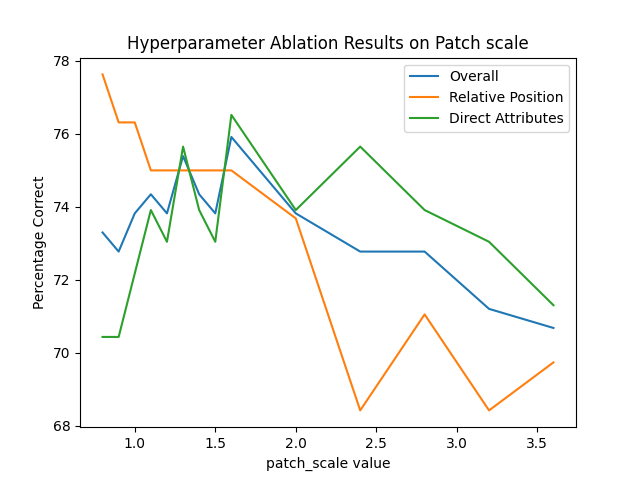 Hyperparameter Ablation Results on Patch scale
Overall
Relative Position
Direct Attributes
Percentage Correct
78
76
74
72
70
68
1.0 1.5 2.0 2.5 3.0 3.5
patch_scale value